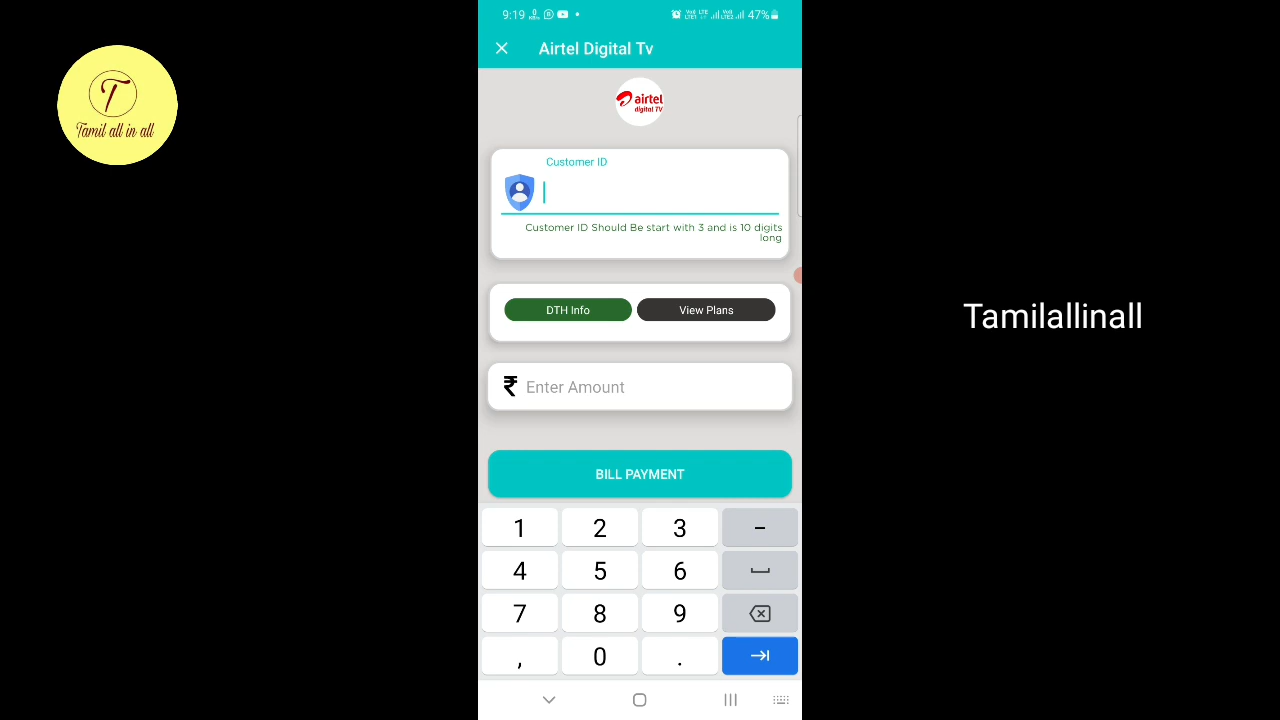 T
Tamil all in all
9:19
47%
Airtel Digital Tv
airtel
digital TV
Customer ID
Customer ID Should Be start with 3 and is 10 digits
long
DTH Info
View Plans
₹ Enter Amount
BILL PAYMENT
1 2 3 -
4 5 6
7 8 9
, 0 .
Tamilallinall